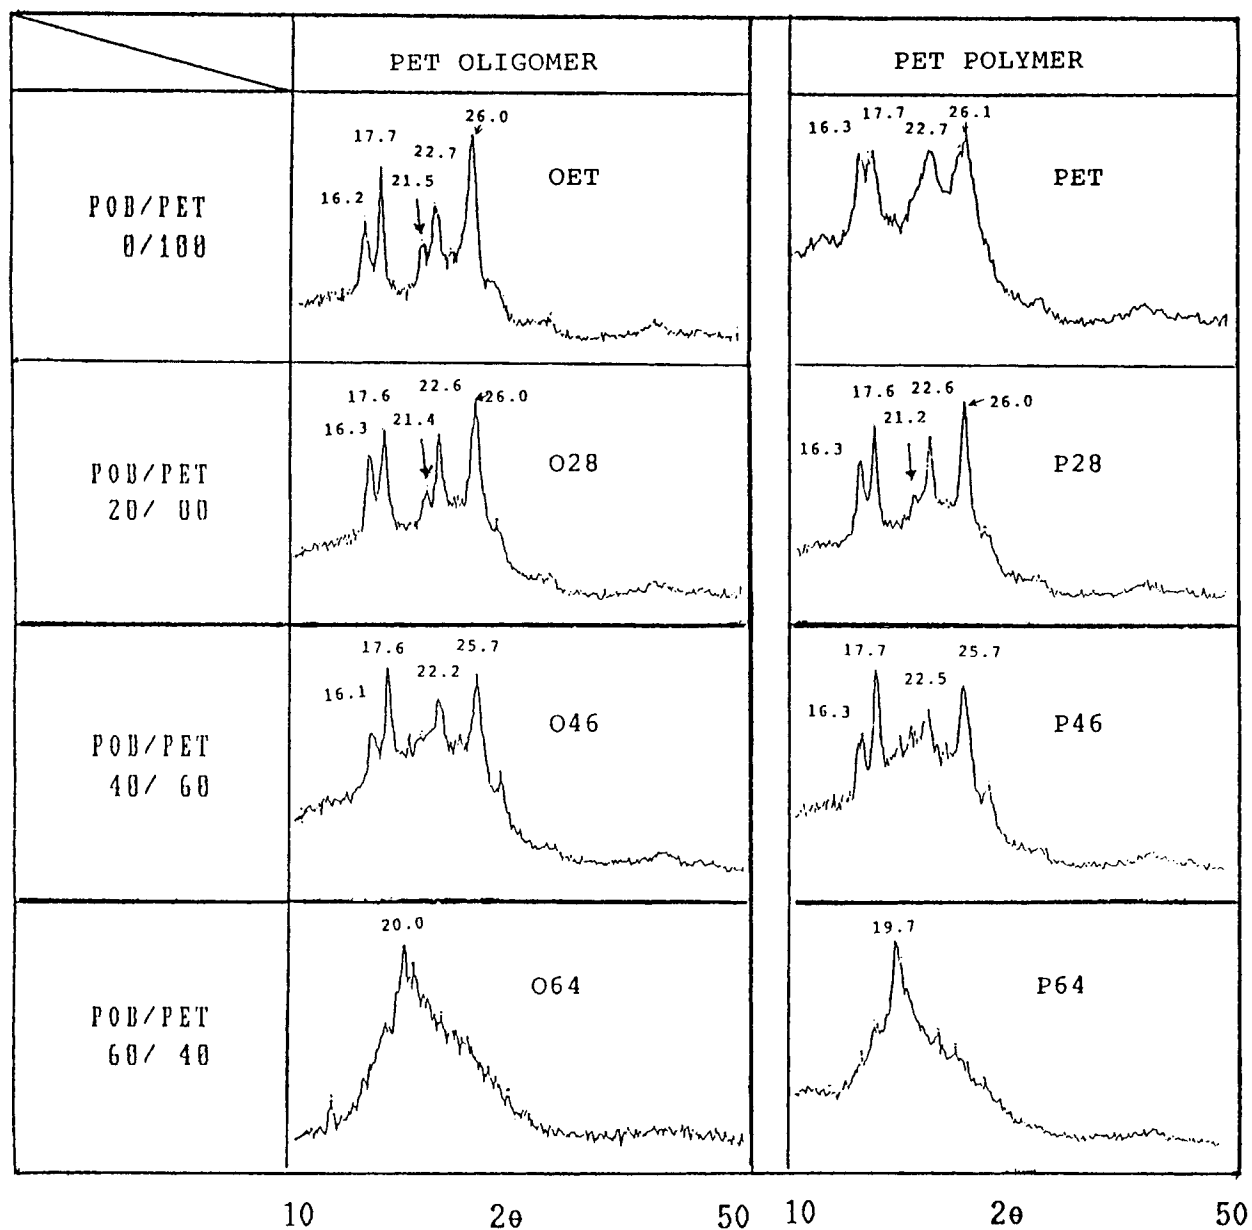 PET OLIGOMER
PET POLYMER
POB/PET
0/100
16.2
17.7
21.5
22.7
26.0
OET
16.3
17.7
22.7
26.1
PET
POB/PET
20/ 80
16.3
17.6
21.4
22.6
26.0
O28
16.3
17.6
21.2
22.6
26.0
P28
POB/PET
40/ 60
16.1
17.6
22.2
25.7
O46
16.3
17.7
22.5
25.7
P46
POB/PET
60/ 40
20.0
O64
19.7
P64
10 2θ 50
10 2θ 50